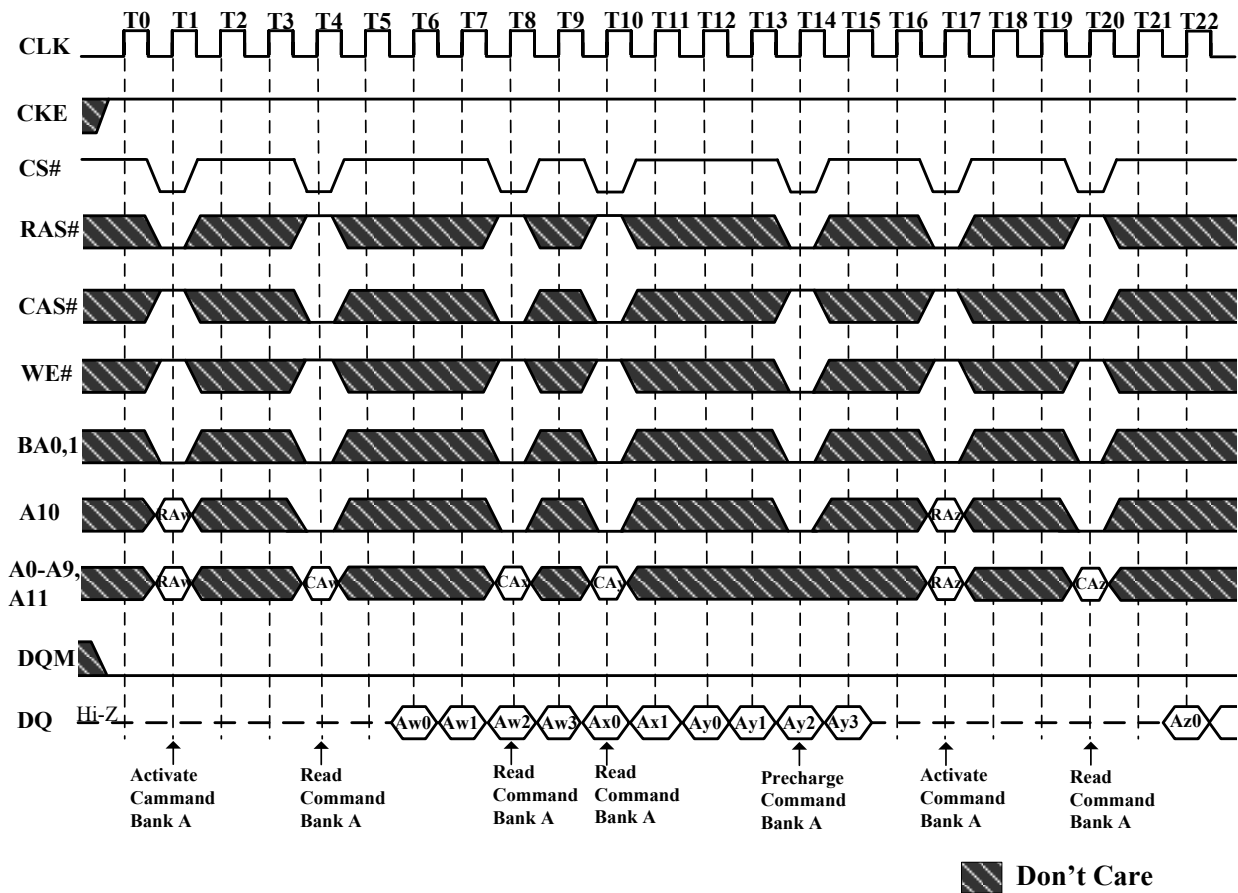 T0 T1 T2 T3 T4 T5 T6 T7 T8 T9 T10 T11 T12 T13 T14 T15 T16 T17 T18 T19 T20 T21 T22
CLK
CKE
CS#
RAS#
CAS#
WE#
BA0,1
A10 RAw RAz
A0-A9,
A11
RAw CAw CAx CAy RAz CAz
DQM
DQ Hi-Z Aw0 Aw1 Aw2 Aw3 Ax0 Ax1 Ay0 Ay1 Ay2 Ay3 Az0
Activate
Cammand
Bank A
Read
Command
Bank A
Read
Command
Bank A
Read
Command
Bank A
Precharge
Command
Bank A
Activate
Command
Bank A
Read
Command
Bank A
Don't Care